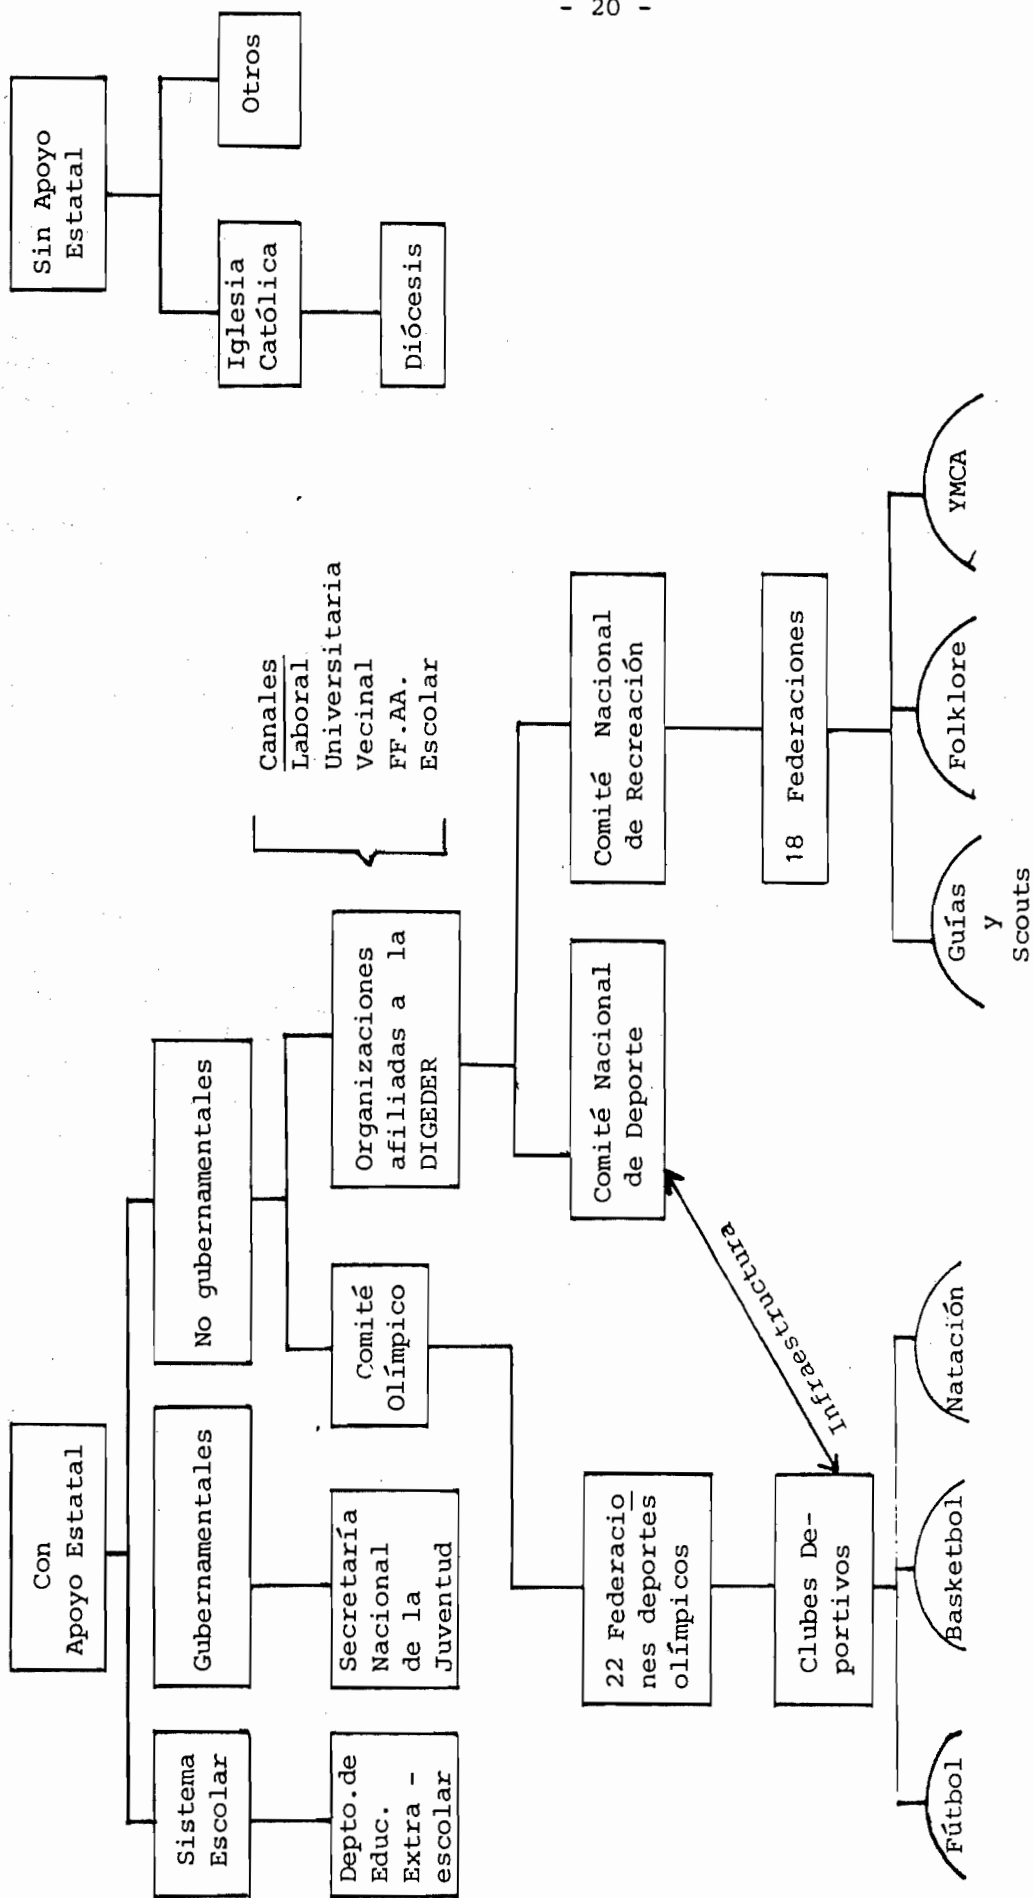 - 20 -
Con
Apoyo Estatal
Sin Apoyo
Estatal
Sistema
Escolar
Gubernamentales
No gubernamentales
Iglesia
Católica
Otros
Depto.de
Educ.
Extra -
escolar
Secretaría
Nacional
de la
Juventud
Comité
Olímpico
Organizaciones
afiliadas a la
DIGEDER
Canales
Laboral
Universitaria
Vecinal
FF.AA.
Escolar
Diócesis
22 Federacio
nes deportes
olímpicos
Comité Nacional
de Deporte
Comité Nacional
de Recreación
Infraestructura
Clubes De-
portivos
18 Federaciones
Fútbol
Basketbol
Natación
Guías
y
Scouts
Folklore
YMCA